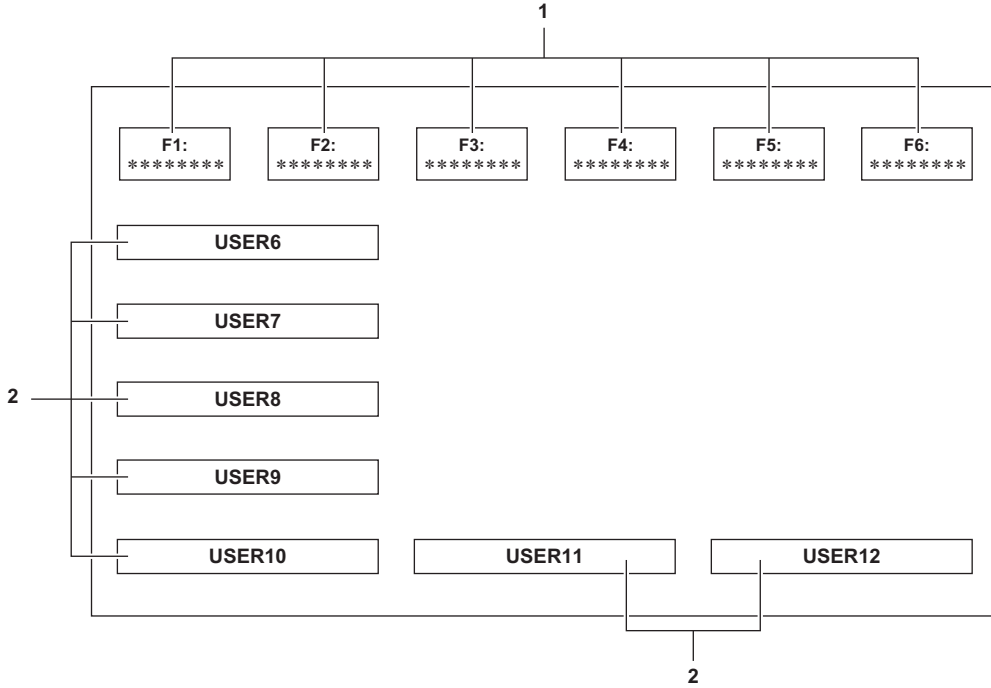 1
F1: F2: F3: F4: F5: F6:
******** ******** ******** ******** ******** ********
USER6
USER7
2 USER8
USER9
USER10 USER11 USER12
2